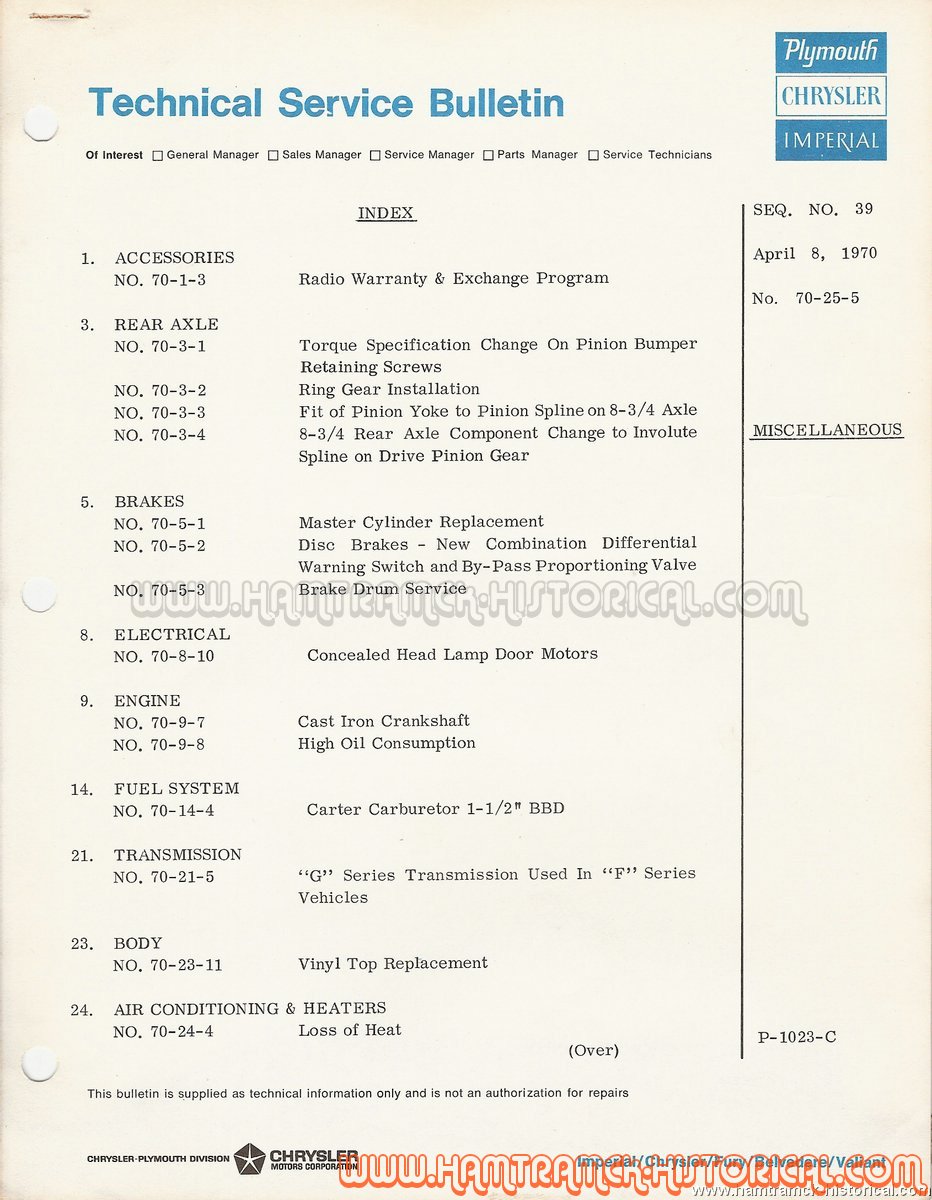 Plymouth
CHRYSLER
IMPERIAL
Technical Service Bulletin
Of Interest □ General Manager □ Sales Manager □ Service Manager □ Parts Manager □ Service Technicians
INDEX
SEQ. NO. 39
April 8, 1970
No. 70-25-5
MISCELLANEOUS
1. ACCESSORIES
NO. 70-1-3 Radio Warranty & Exchange Program
3. REAR AXLE
NO. 70-3-1 Torque Specification Change On Pinion Bumper
Retaining Screws
NO. 70-3-2 Ring Gear Installation
NO. 70-3-3 Fit of Pinion Yoke to Pinion Spline on 8-3/4 Axle
NO. 70-3-4 8-3/4 Rear Axle Component Change to Involute
Spline on Drive Pinion Gear
5. BRAKES
NO. 70-5-1 Master Cylinder Replacement
NO. 70-5-2 Disc Brakes - New Combination Differential
Warning Switch and By-Pass Proportioning Valve
NO. 70-5-3 Brake Drum Service
www.Hamtramck-Historical.com
8. ELECTRICAL
NO. 70-8-10 Concealed Head Lamp Door Motors
9. ENGINE
NO. 70-9-7 Cast Iron Crankshaft
NO. 70-9-8 High Oil Consumption
14. FUEL SYSTEM
NO. 70-14-4 Carter Carburetor 1-1/2" BBD
21. TRANSMISSION
NO. 70-21-5 "G" Series Transmission Used In "F" Series
Vehicles
23. BODY
NO. 70-23-11 Vinyl Top Replacement
24. AIR CONDITIONING & HEATERS
NO. 70-24-4 Loss of Heat
(Over)
P-1023-C
This bulletin is supplied as technical information only and is not an authorization for repairs
CHRYSLER-PLYMOUTH DIVISION CHRYSLER
MOTORS CORPORATION
Imperial/Chrysler/Fury/Belvedere/Valiant
www.Hamtramck-Historical.com
www.hamtramck-historical.com